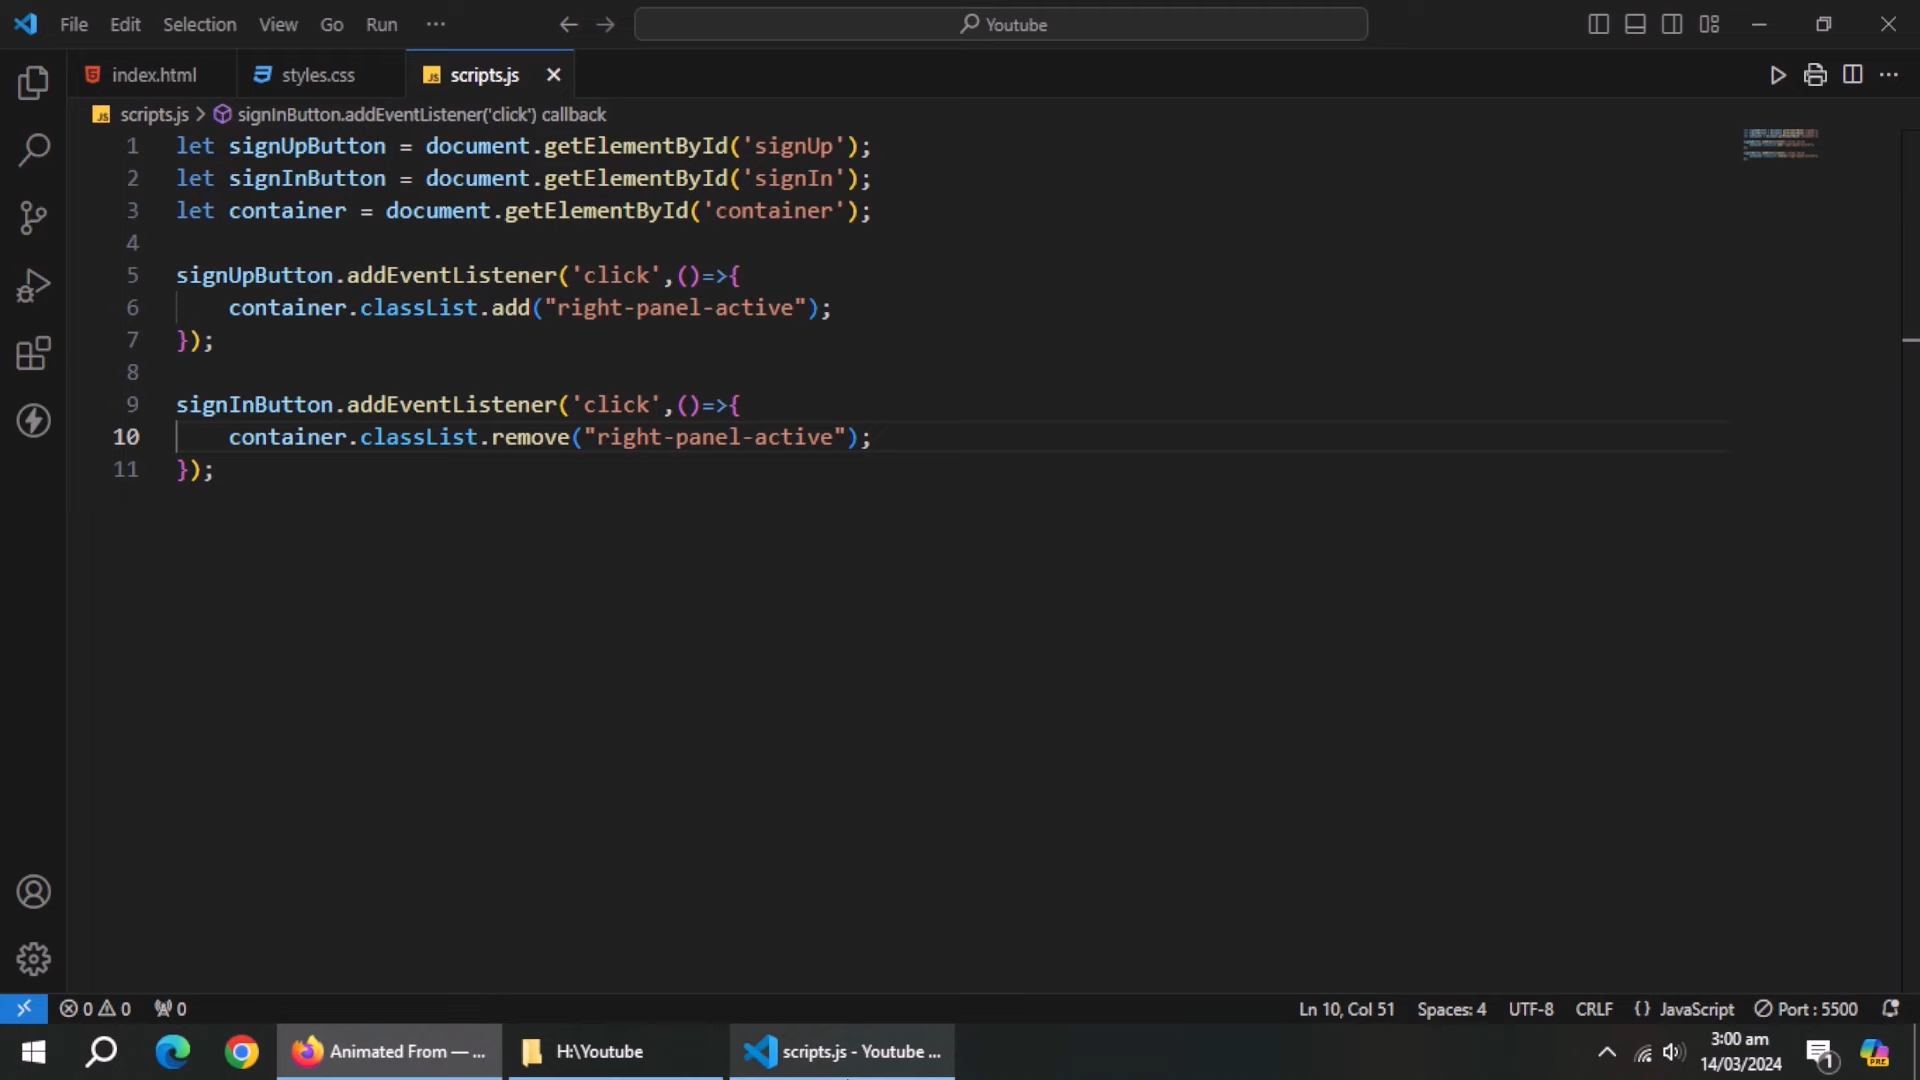 File Edit Selection View Go Run ··· Youtube
index.html styles.css JS scripts.js
JS scripts.js > signInButton.addEventListener('click') callback
1 let signUpButton = document.getElementById('signUp');
2 let signInButton = document.getElementById('signIn');
3 let container = document.getElementById('container');
4
5 signUpButton.addEventListener('click',()=>{
6 container.classList.add("right-panel-active");
7 });
8
9 signInButton.addEventListener('click',()=>{
10 container.classList.remove("right-panel-active");
11 });
0 0 0 Ln 10, Col 51 Spaces: 4 UTF-8 CRLF {} JavaScript Port : 5500
Animated From — ... H:\Youtube scripts.js - Youtube ... 3:00 am
14/03/2024 1 PRE